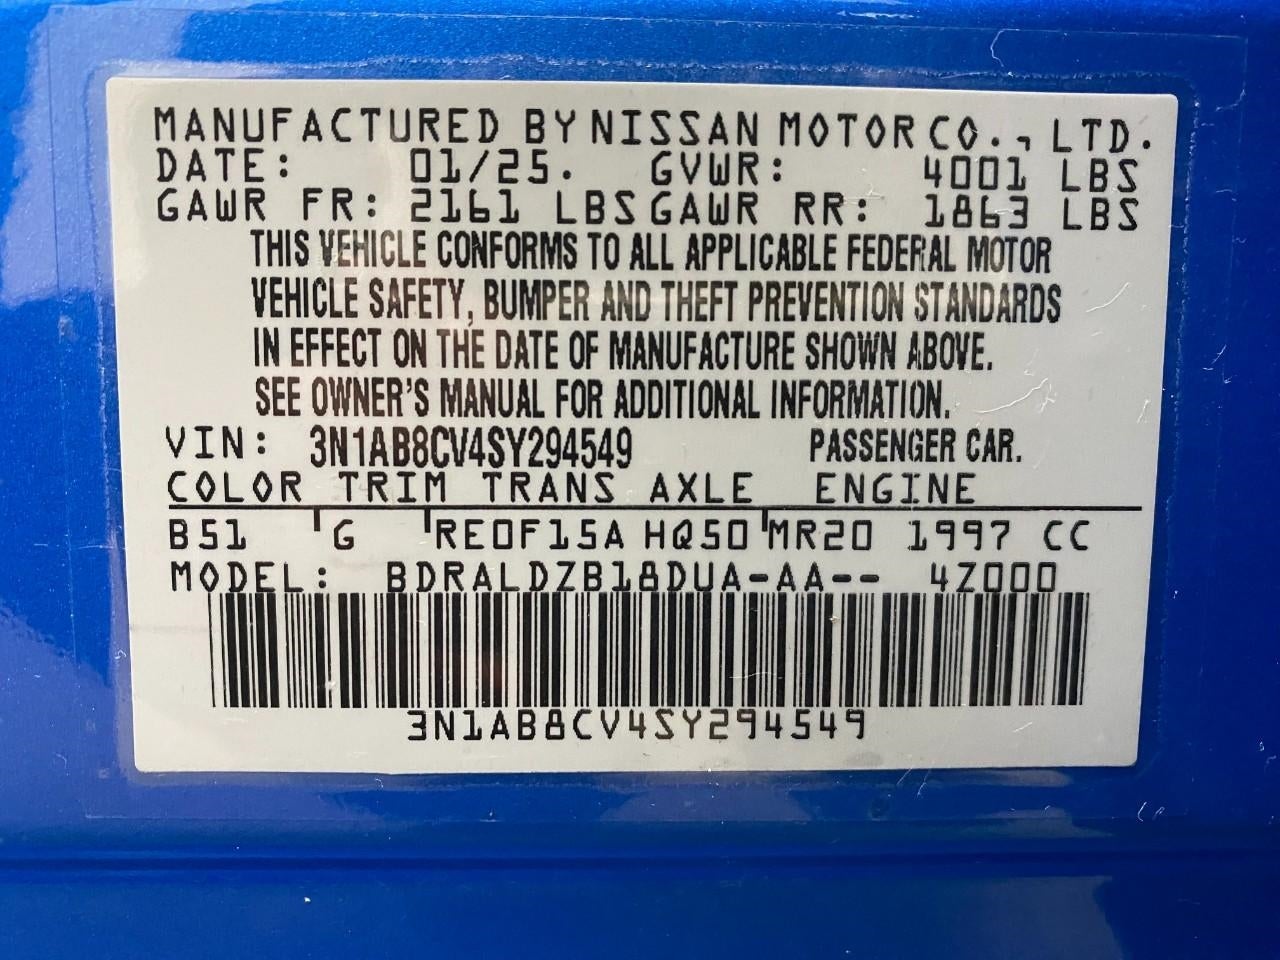 MANUFACTURED BY NISSAN MOTOR CO., LTD.
DATE: 01/25. GVWR: 4001 LBS
GAWR FR: 2161 LBS GAWR RR: 1863 LBS
THIS VEHICLE CONFORMS TO ALL APPLICABLE FEDERAL MOTOR
VEHICLE SAFETY, BUMPER AND THEFT PREVENTION STANDARDS
IN EFFECT ON THE DATE OF MANUFACTURE SHOWN ABOVE.
SEE OWNER'S MANUAL FOR ADDITIONAL INFORMATION.
VIN: 3N1AB8CV4SY294549 PASSENGER CAR.
COLOR TRIM TRANS AXLE ENGINE
B51 G RE0F15A HQ50 MR20 1997 CC
MODEL: BDRALDZB18DUA-AA-- 4Z000
3N1AB8CV4SY294549